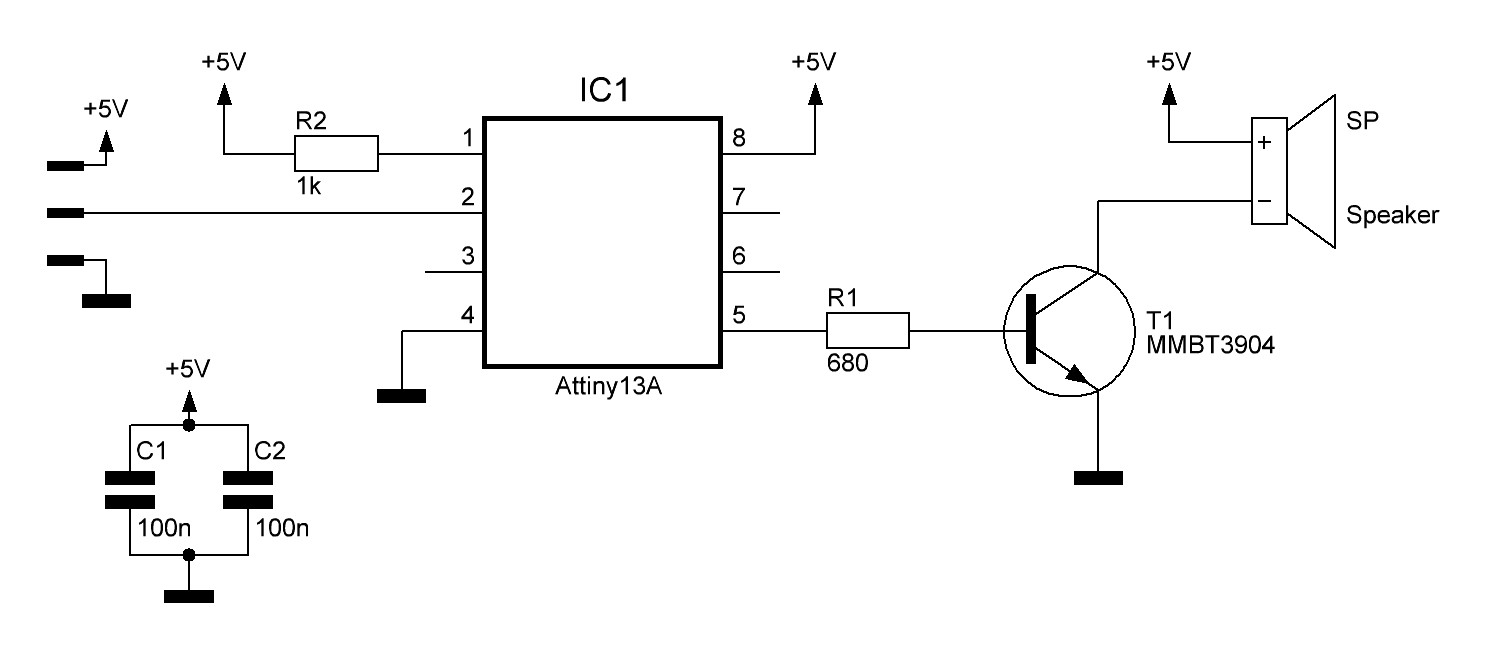 +5V
+5V
+5V
+5V
IC1
R2
1k
1
2
3
4
8
7
6
5
Attiny13A
R1
680
+
−
SP
Speaker
T1
MMBT3904
+5V
C1
C2
100n
100n